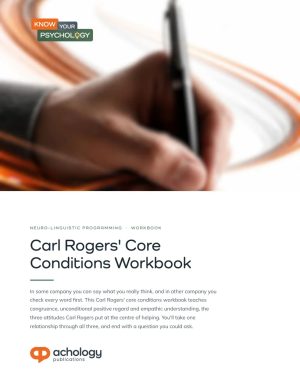 KNOW YOUR
PSYCHOLOGY
NEURO-LINGUISTIC PROGRAMMING WORKBOOK
Carl Rogers' Core
Conditions Workbook
In some company you can say what you really think, and in other company you
check every word first. This Carl Rogers' core conditions workbook teaches
congruence, unconditional positive regard and empathic understanding, the
three attitudes Carl Rogers put at the centre of helping. You'll take one
relationship through all three, and end with a question you could ask.
achology
publications